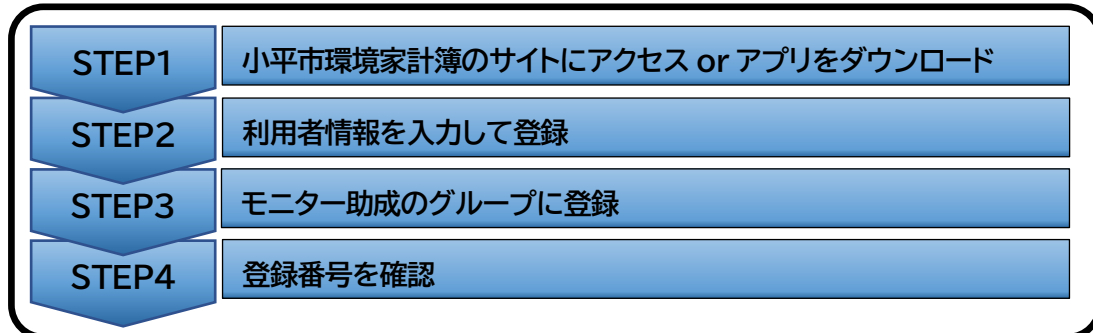 STEP1 小平市環境家計簿のサイトにアクセス or アプリをダウンロード
STEP2 利用者情報を入力して登録
STEP3 モニター助成のグループに登録
STEP4 登録番号を確認